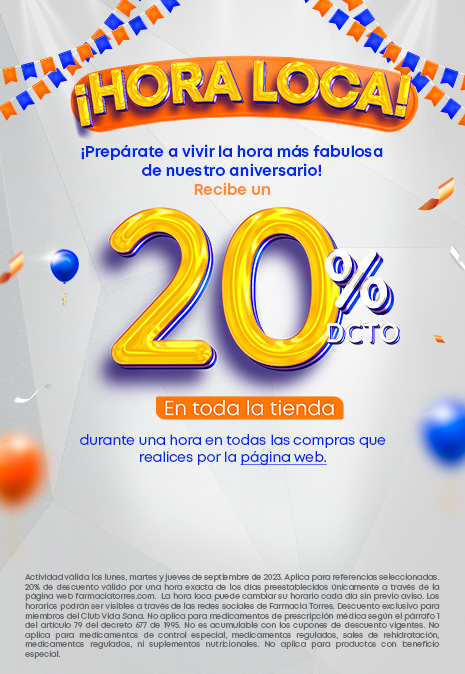 ¡HORA LOCA!
¡Prepárate a vivir la hora más fabulosa
de nuestro aniversario!
Recibe un
20%
DCTO
En toda la tienda
durante una hora en todas las compras que
realices por la página web.
Actividad válida los lunes, martes y jueves de septiembre de 2023. Aplica para referencias seleccionadas.
20% de descuento válido por una hora exacta de los días preestablecidos únicamente a través de la
página web farmaciatorres.com. La hora loca puede cambiar su horario cada día sin previo aviso. Los
horarios podrán ser visibles a través de las redes sociales de Farmacia Torres. Descuento exclusivo para
miembros del Club Vida Sana. No aplica para medicamentos de prescripción médica según el parárafo 1
del artículo 79 del decreto 677 de 1995. No es acumulable con los cupones de descuento vigentes. No
aplica para medicamentos de control especial, medicamentos regulados, sales de rehidratación,
medicamentos regulados, ni suplementos nutricionales. No aplica para productos con beneficio
especial.